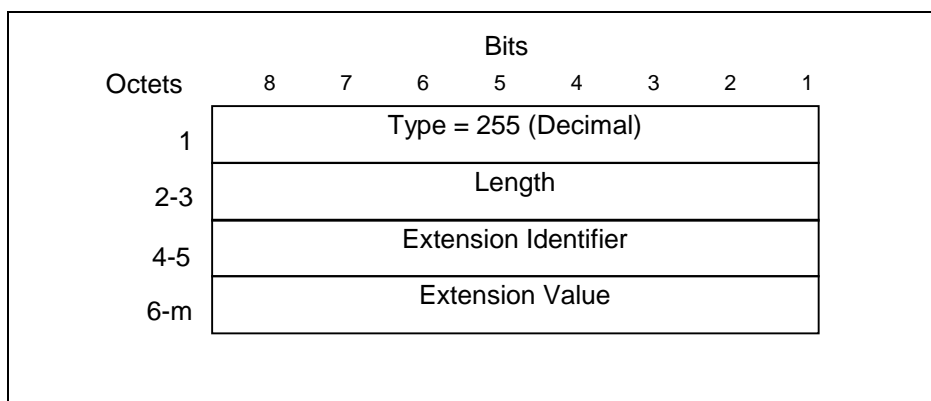 Bits
Octets 8 7 6 5 4 3 2 1
1 Type = 255 (Decimal)
2-3 Length
4-5 Extension Identifier
6-m Extension Value